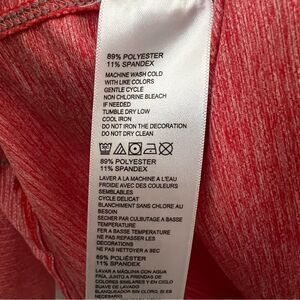 89% POLYESTER
11% SPANDEX
MACHINE WASH COLD
WITH LIKE COLORS
GENTLE CYCLE
NON CHLORINE BLEACH
IF NEEDED
TUMBLE DRY LOW
COOL IRON
DO NOT IRON THE DECORATION
DO NOT DRY CLEAN
89% POLYESTER
11% SPANDEX
LAVER A LA MACHINE A L'EAU
FROIDE AVEC DES COULEURS
SEMBLABLES
CYCLE DELICAT
BLANCHIMENT SANS CHLORE AU
BESOIN
SECHER PAR CULBUTAGE A BASSE
TEMPERATURE
FER A BASSE TEMPERATURE
NE PAS REPASSER LES
DECORATIONS
NE PAS NETTOYER A SEC
89% POLIÉSTER
11% SPANDEX
LAVAR A MÁQUINA CON AGUA
FRÍA, JUNTO A PRENDAS DE
COLORES SIMILARES Y EN CICLO
SUAVE DE LAVADO
BLANQUEADOR SIN CLORO, SI ES
NECESARIO